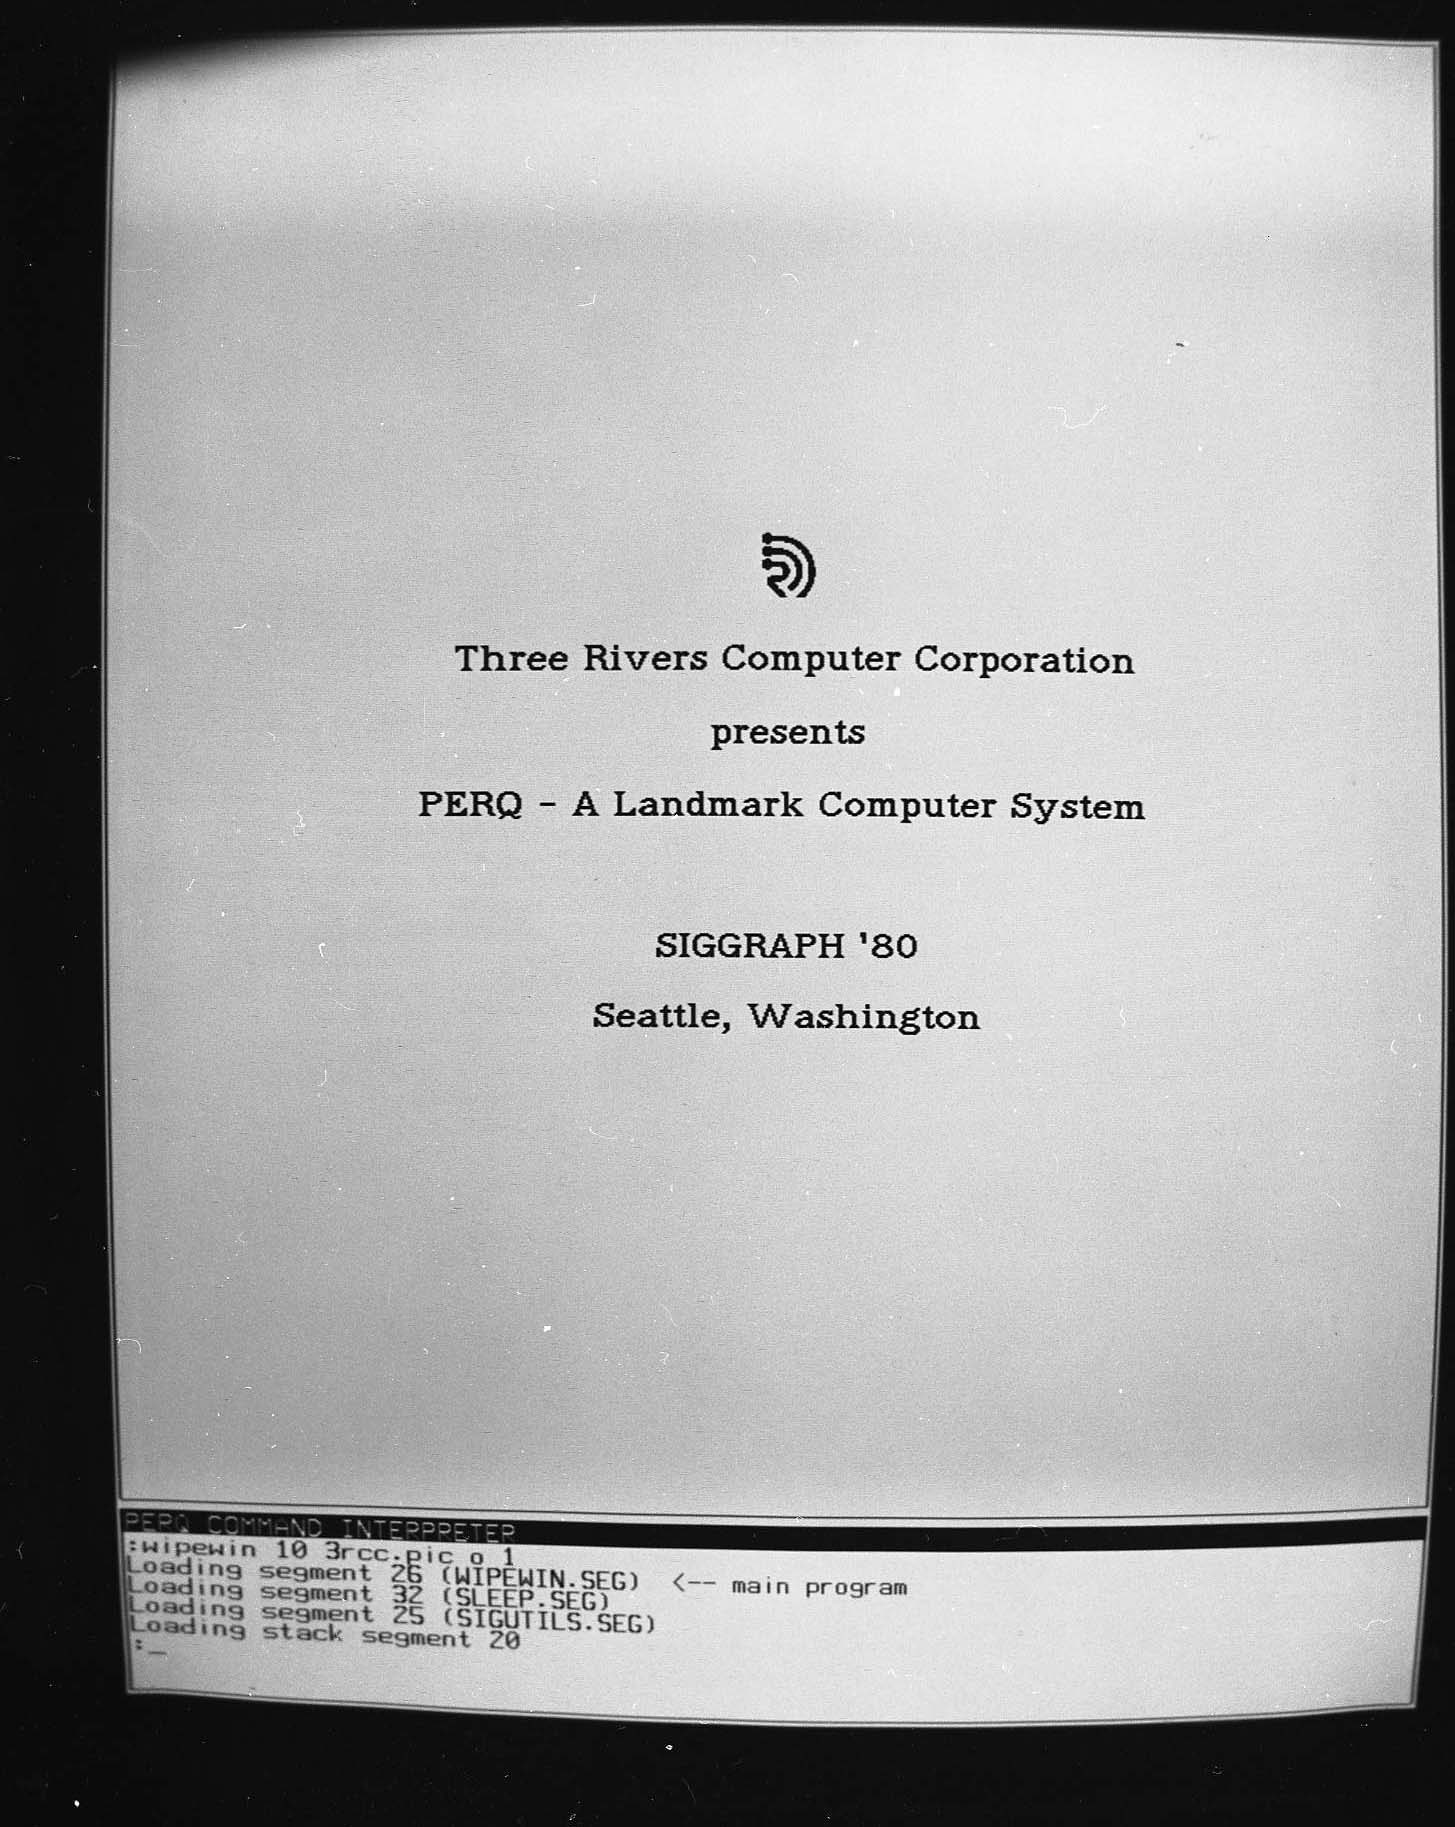 Three Rivers Computer Corporation
presents
PERQ - A Landmark Computer System
SIGGRAPH '80
Seattle, Washington
PERQ COMMAND INTERPRETER
:wipewin 10 3rcc.pic o 1
Loading segment 26 (WIPEWIN.SEG) <-- main program
Loading segment 32 (SLEEP.SEG)
Loading segment 25 (SIGUTILS.SEG)
Loading stack segment 20
:_